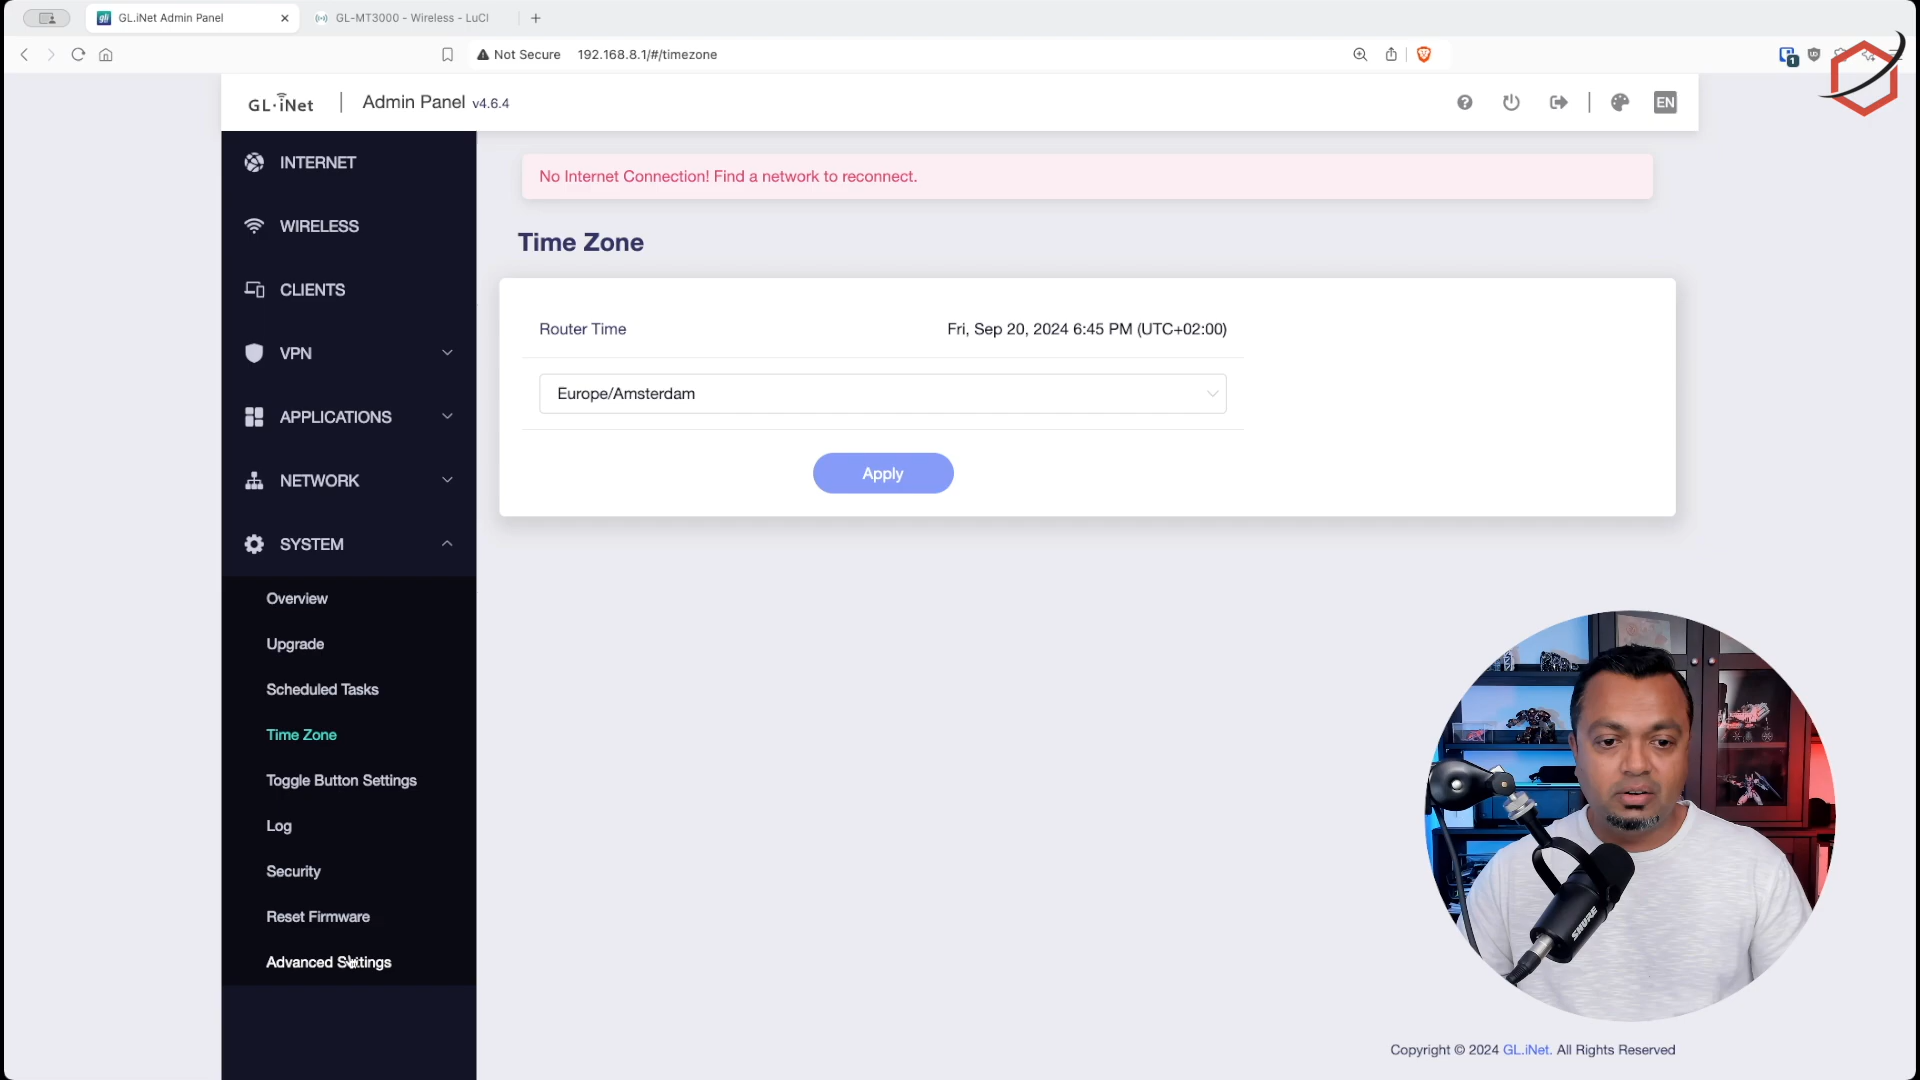 GL.iNet Admin Panel
GL-MT3000 - Wireless - LuCI
Not Secure 192.168.8.1/#/timezone
GL·iNet | Admin Panel v4.6.4
EN
INTERNET
WIRELESS
CLIENTS
VPN
APPLICATIONS
NETWORK
SYSTEM
Overview
Upgrade
Scheduled Tasks
Time Zone
Toggle Button Settings
Log
Security
Reset Firmware
Advanced Settings
No Internet Connection! Find a network to reconnect.
Time Zone
Router Time Fri, Sep 20, 2024 6:45 PM (UTC+02:00)
Europe/Amsterdam
Apply
SHURE
Copyright © 2024 GL.iNet. All Rights Reserved